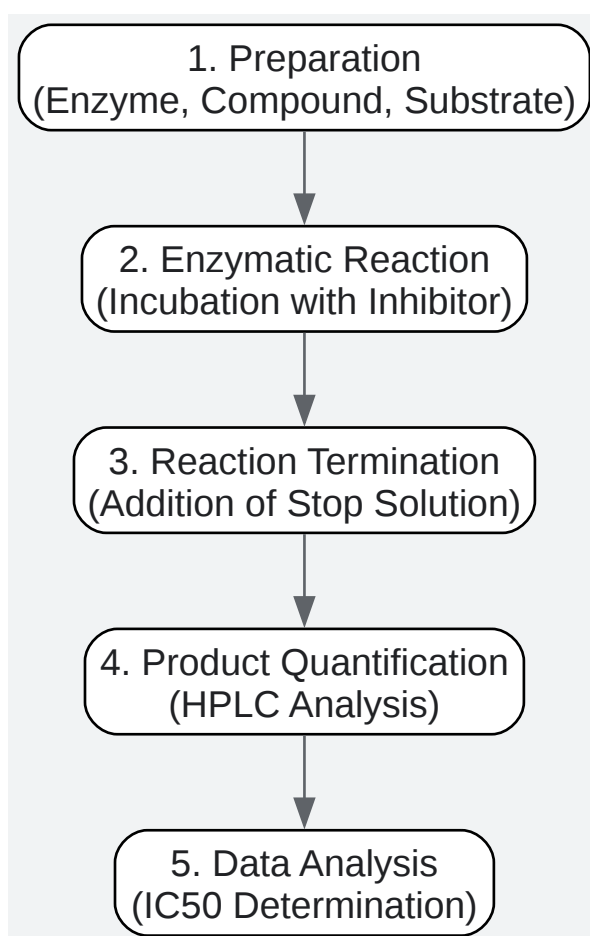 1. Preparation
(Enzyme, Compound, Substrate)
2. Enzymatic Reaction
(Incubation with Inhibitor)
3. Reaction Termination
(Addition of Stop Solution)
4. Product Quantification
(HPLC Analysis)
5. Data Analysis
(IC50 Determination)